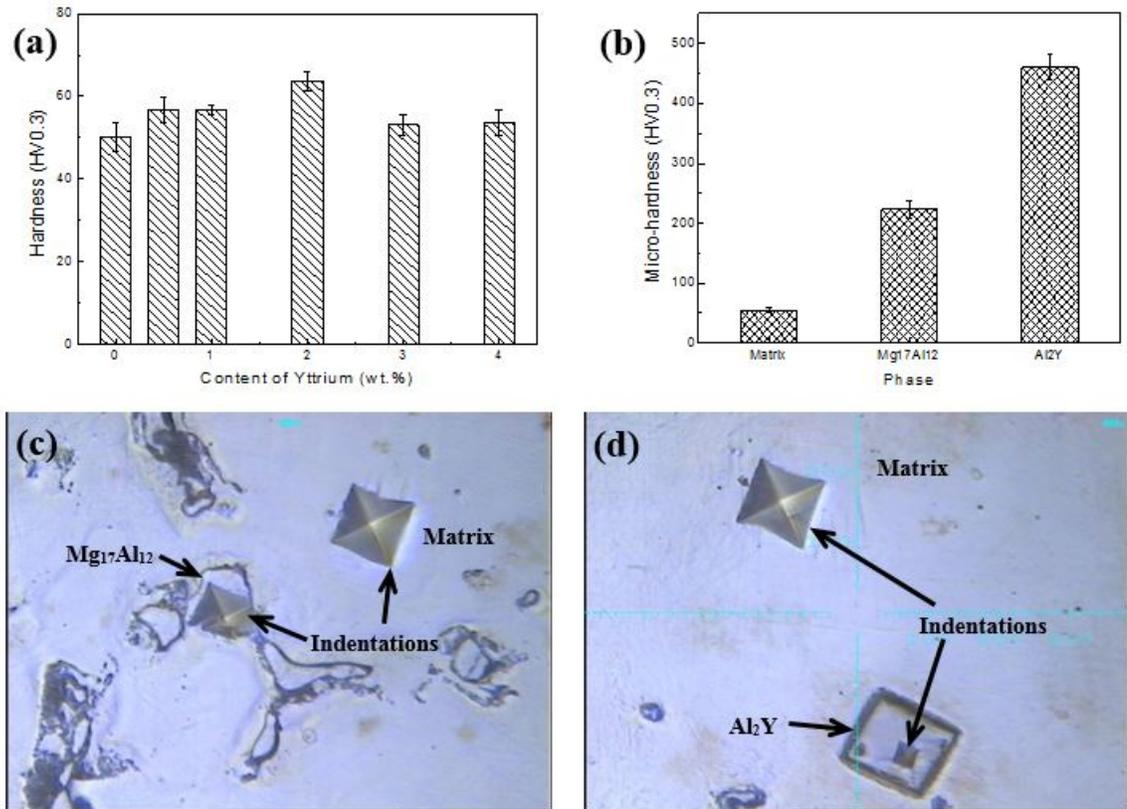 (a)
80
60
40
20
0
Hardness (HV0.3)
0 1 2 3 4
Content of Yttrium (wt.%)
(b)
500
400
300
200
100
0
Micro-hardness (HV0.3)
Matrix Mg17Al12 Al2Y
Phase
(c)
Matrix
Mg₁₇Al₁₂
Indentations
(d)
Matrix
Indentations
Al₂Y